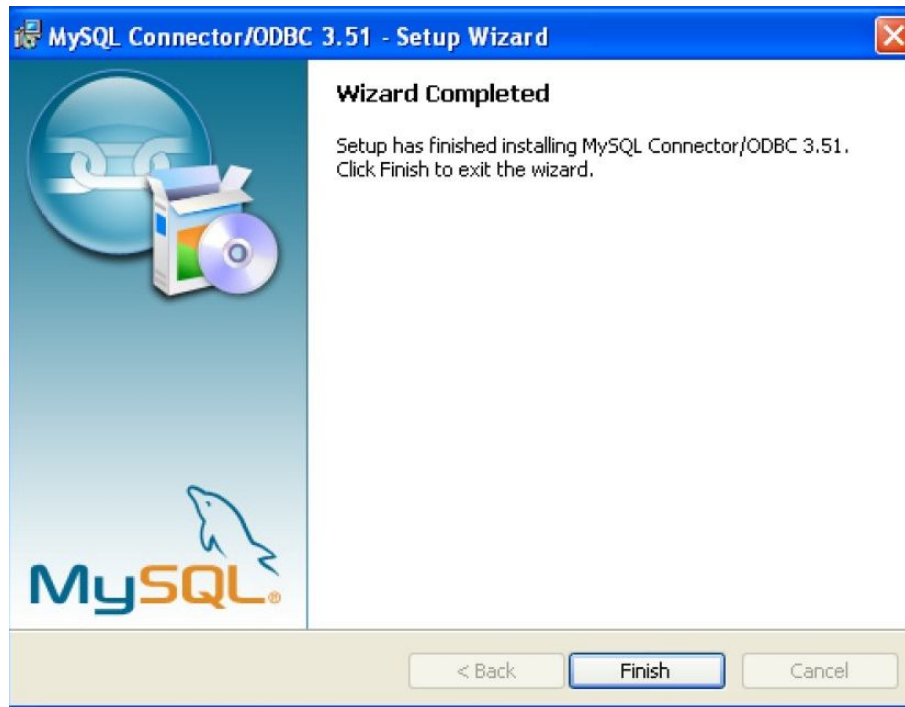 MySQL Connector/ODBC 3.51 - Setup Wizard
Wizard Completed
Setup has finished installing MySQL Connector/ODBC 3.51.
Click Finish to exit the wizard.
MySQL®
< Back
Finish
Cancel